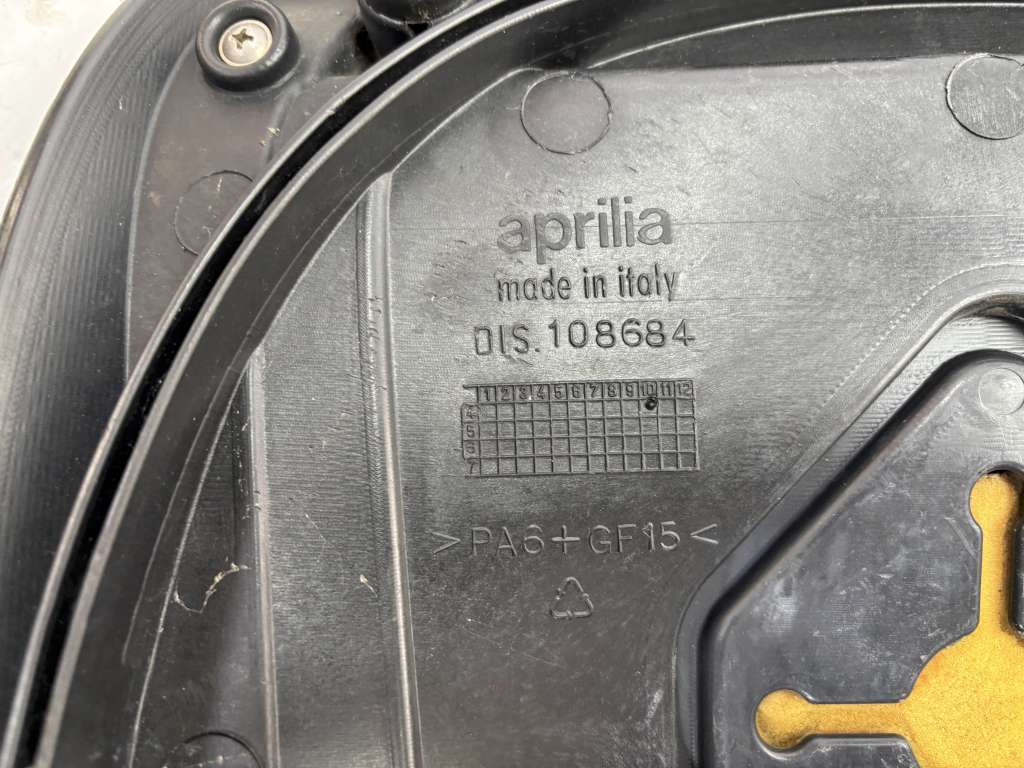 aprilia
made in italy
DIS. 108684
1 2 3 4 5 6 7 8 9 10 11 12
4
5
6
7
>PA6+GF15<